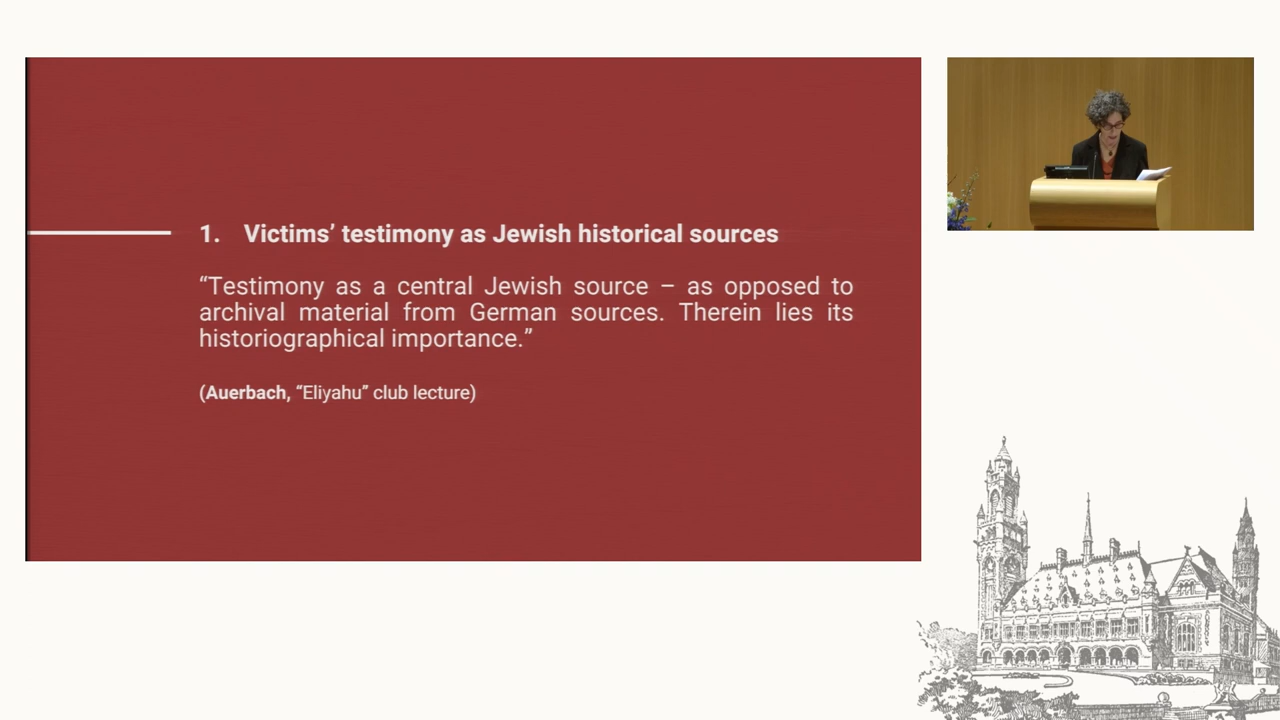 1. Victims’ testimony as Jewish historical sources
“Testimony as a central Jewish source – as opposed to
archival material from German sources. Therein lies its
historiographical importance.”
(Auerbach, “Eliyahu” club lecture)